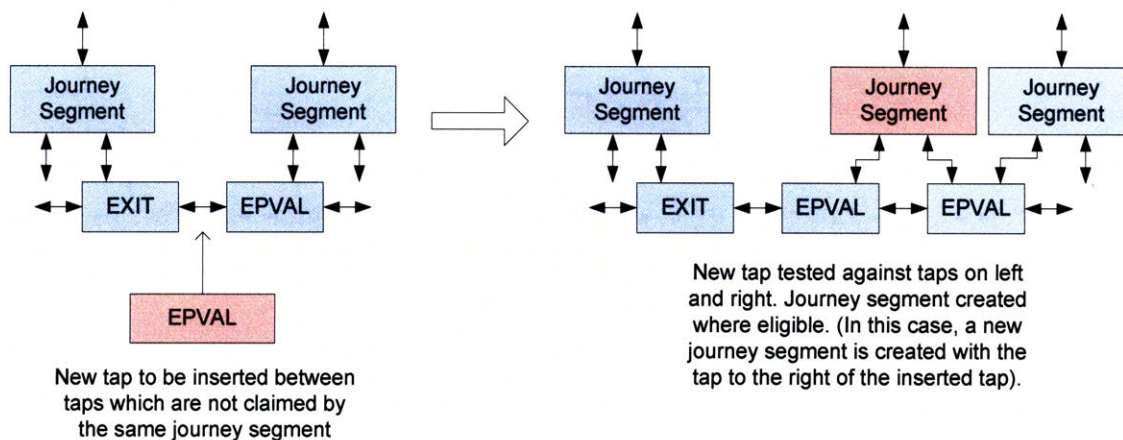 Journey
Segment
Journey
Segment
EXIT
EPVAL
EPVAL
New tap to be inserted between
taps which are not claimed by
the same journey segment
Journey
Segment
Journey
Segment
Journey
Segment
EXIT
EPVAL
EPVAL
New tap tested against taps on left
and right. Journey segment created
where eligible. (In this case, a new
journey segment is created with the
tap to the right of the inserted tap).